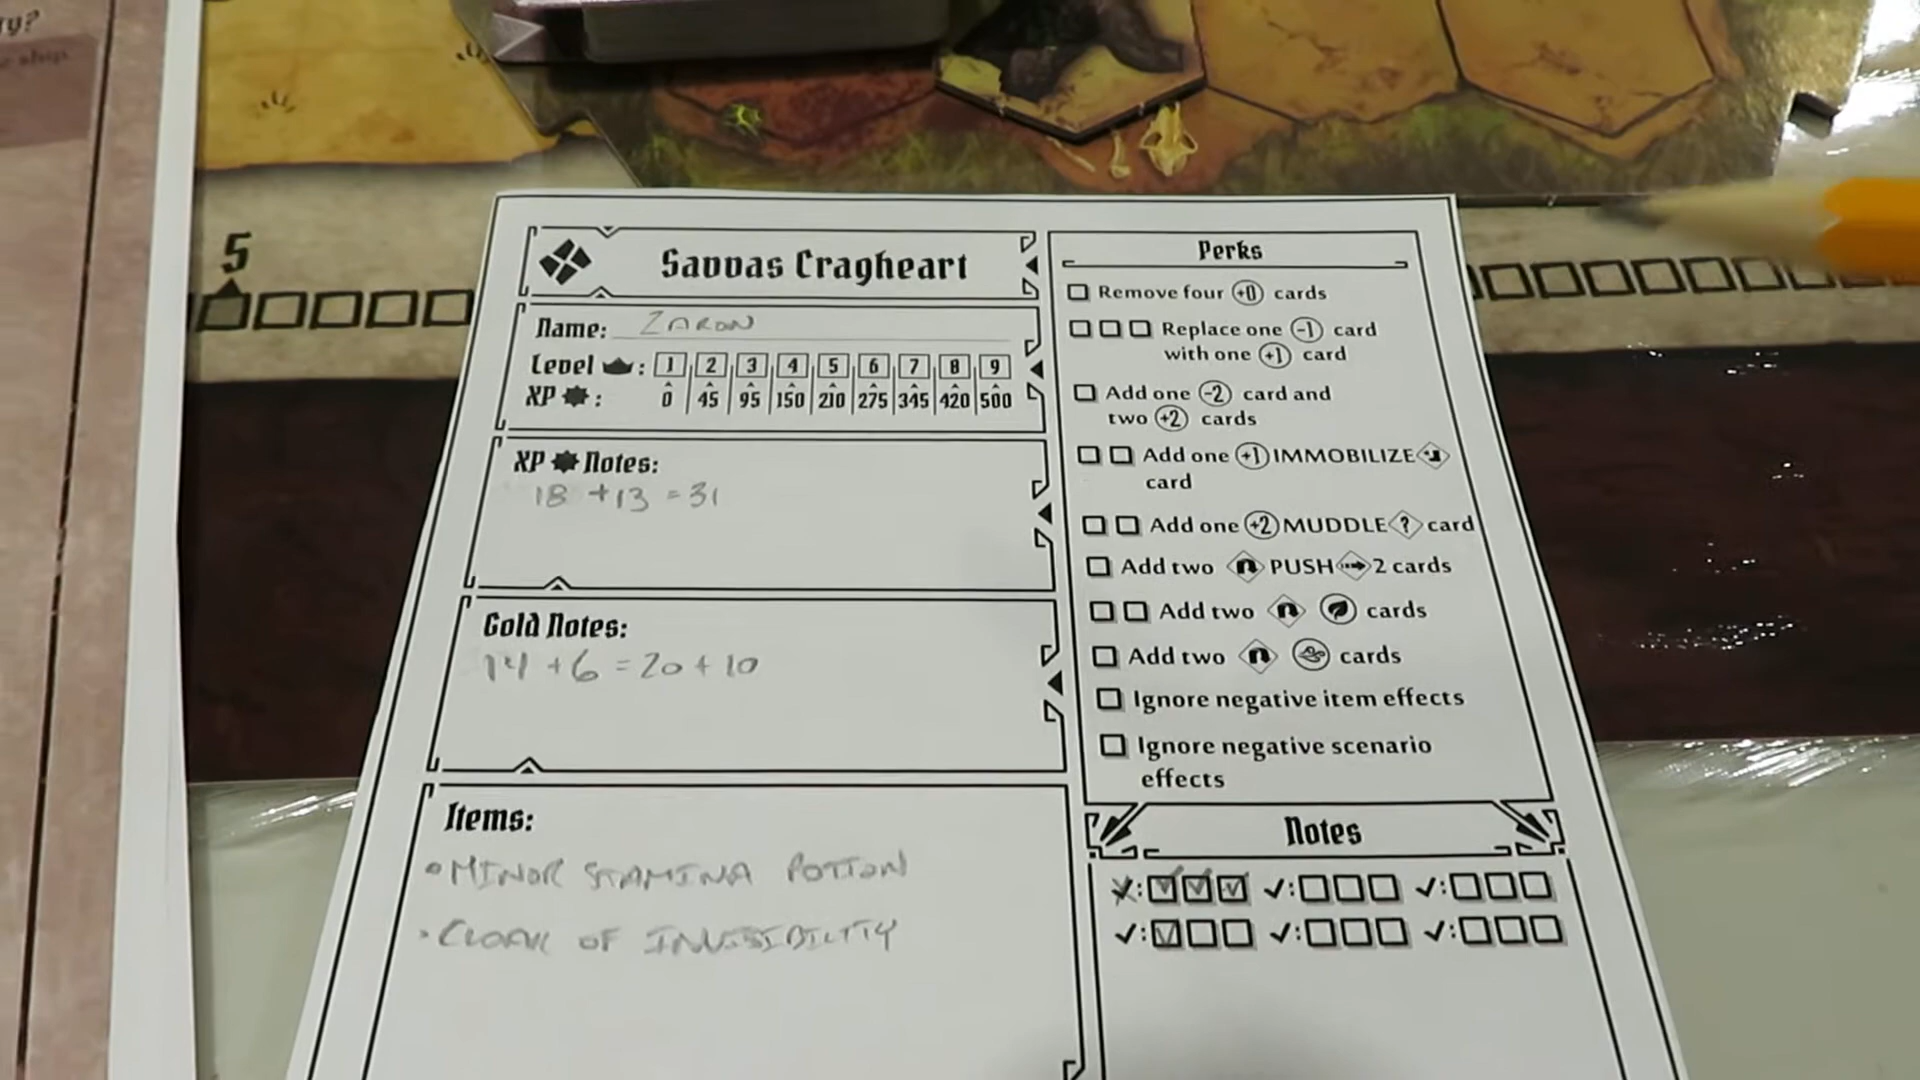 y?
ship.
5
Savvas Cragheart
Name: ZARON
Level : 1 2 3 4 5 6 7 8 9
XP : 0 45 95 150 210 275 345 420 500
XP Notes:
18 +13 = 31
Gold Notes:
14 + 6 = 20 + 10
Items:
• MINOR STAMINA POTION
• CLOAK OF INVISIBILITY
Perks
Remove four +0 cards
Replace one -1 card
with one +1 card
Add one -2 card and
two +2 cards
Add one +1 IMMOBILIZE
card
Add one +2 MUDDLE ? card
Add two PUSH 2 cards
Add two cards
Add two cards
Ignore negative item effects
Ignore negative scenario
effects
Notes